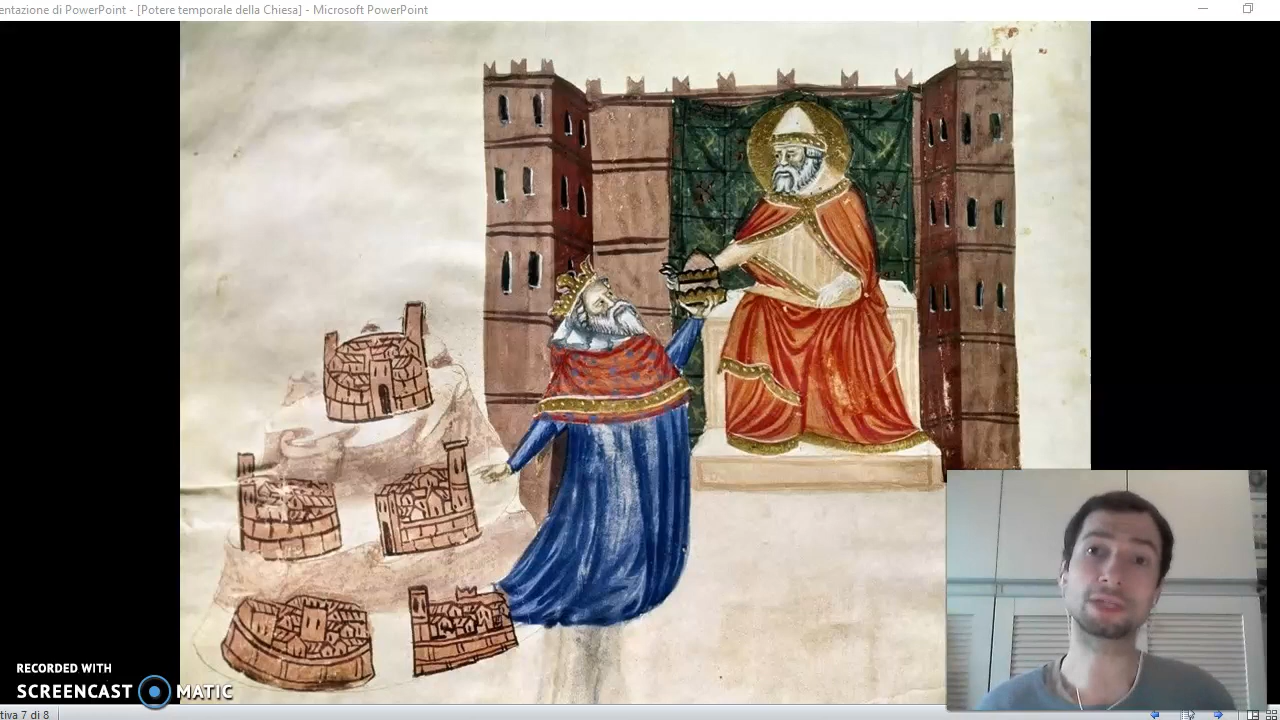 entazione di PowerPoint - [Potere temporale della Chiesa] - Microsoft PowerPoint
RECORDED WITH
SCREENCAST MATIC
tiva 7 di 8